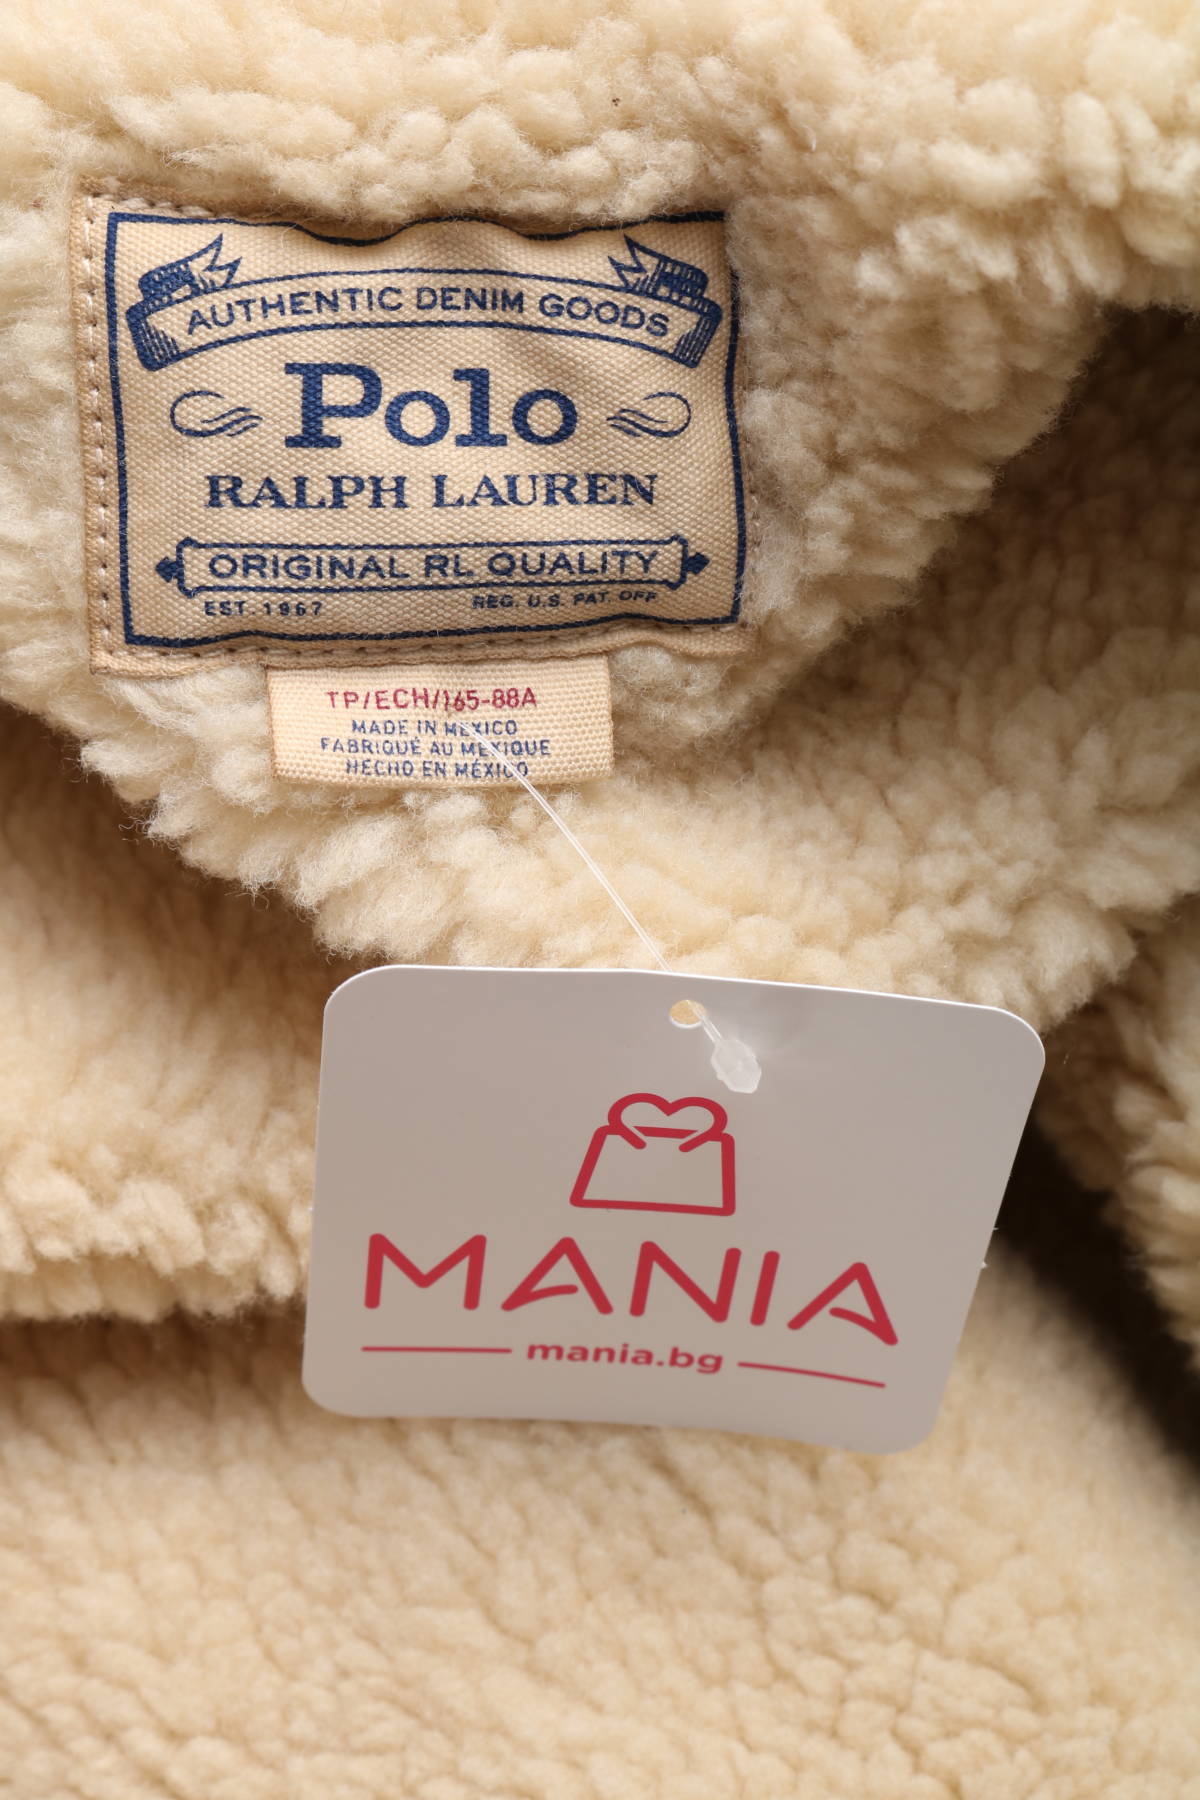 AUTHENTIC DENIM GOODS
Polo
RALPH LAUREN
ORIGINAL RL QUALITY
EST. 1967 REG. U.S. PAT. OFF
TP/ECH/165-88A
MADE IN MEXICO
FABRIQUÉ AU MEXIQUE
HECHO EN MÉXICO
MANIA
mania.bg